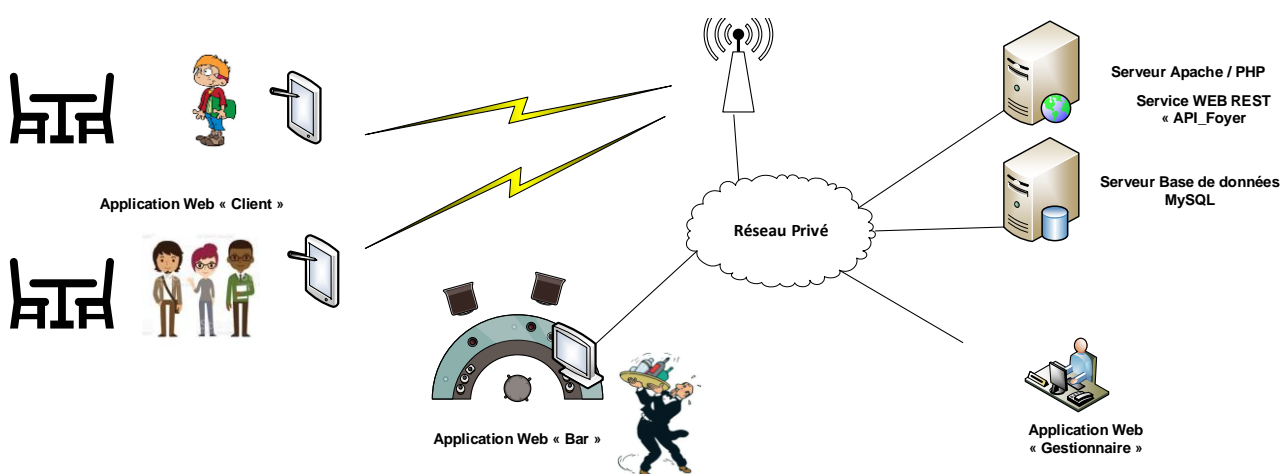 Serveur Apache / PHP
Service WEB REST
« API_Foyer
Serveur Base de données
MySQL
Application Web « Client »
Réseau Privé
Application Web « Bar »
Application Web
« Gestionnaire »